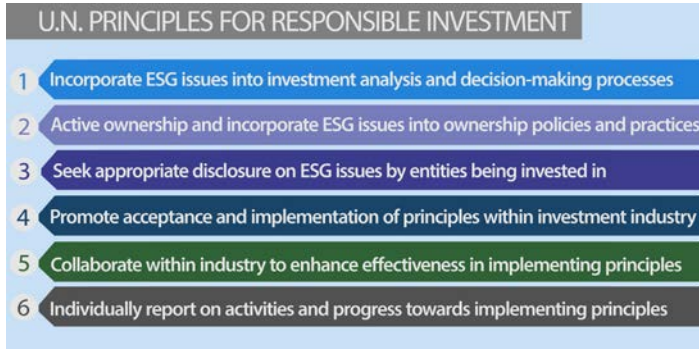 U.N. PRINCIPLES FOR RESPONSIBLE INVESTMENT
1 Incorporate ESG issues into investment analysis and decision-making processes
2 Active ownership and incorporate ESG issues into ownership policies and practices
3 Seek appropriate disclosure on ESG issues by entities being invested in
4 Promote acceptance and implementation of principles within investment industry
5 Collaborate within industry to enhance effectiveness in implementing principles
6 Individually report on activities and progress towards implementing principles